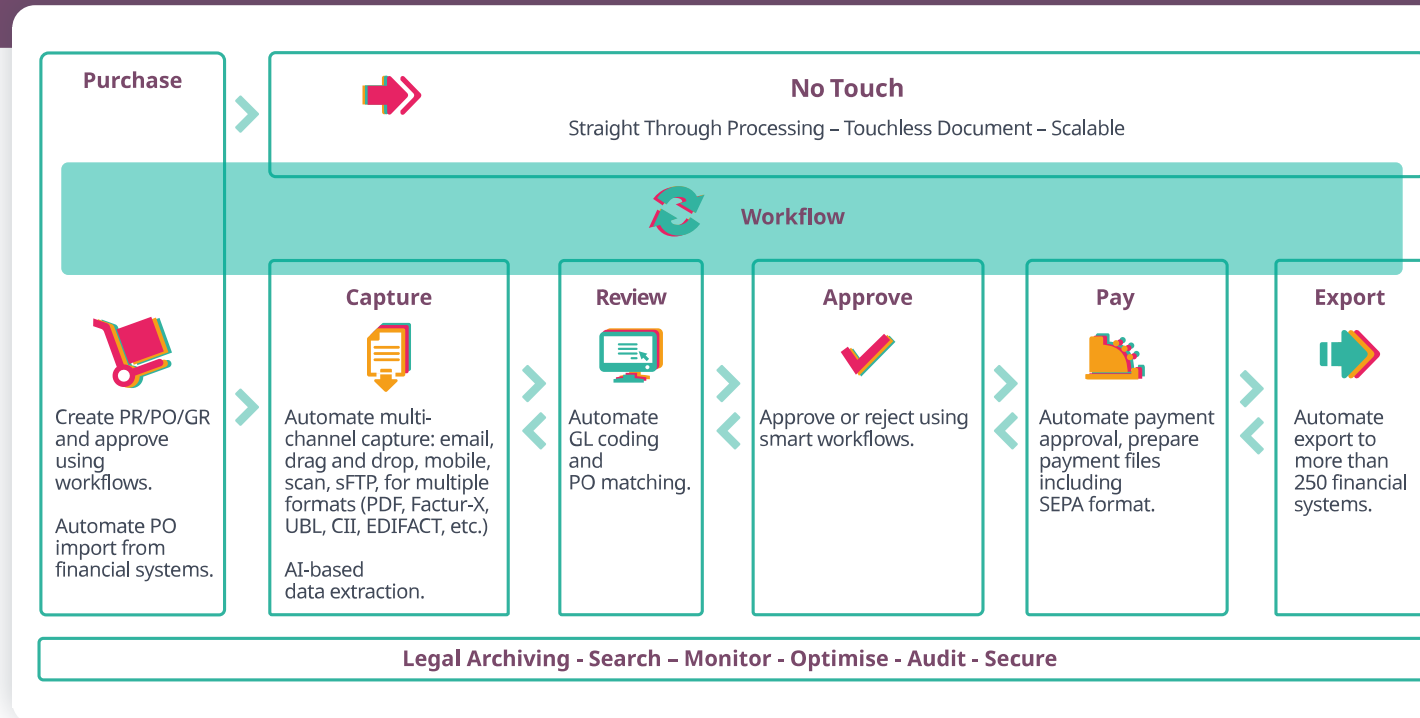 Purchase
No Touch
Straight Through Processing – Touchless Document – Scalable
Workflow
Create PR/PO/GR
and approve
using
workflows.
Automate PO
import from
financial systems.
Capture
Automate multi-
channel capture: email,
drag and drop, mobile,
scan, sFTP, for multiple
formats (PDF, Factur-X,
UBL, CII, EDIFACT, etc.)
AI-based
data extraction.
Review
Automate
GL coding
and
PO matching.
Approve
Approve or reject using
smart workflows.
Pay
Automate payment
approval, prepare
payment files
including
SEPA format.
Export
Automate
export to
more than
250 financial
systems.
Legal Archiving - Search – Monitor - Optimise - Audit - Secure